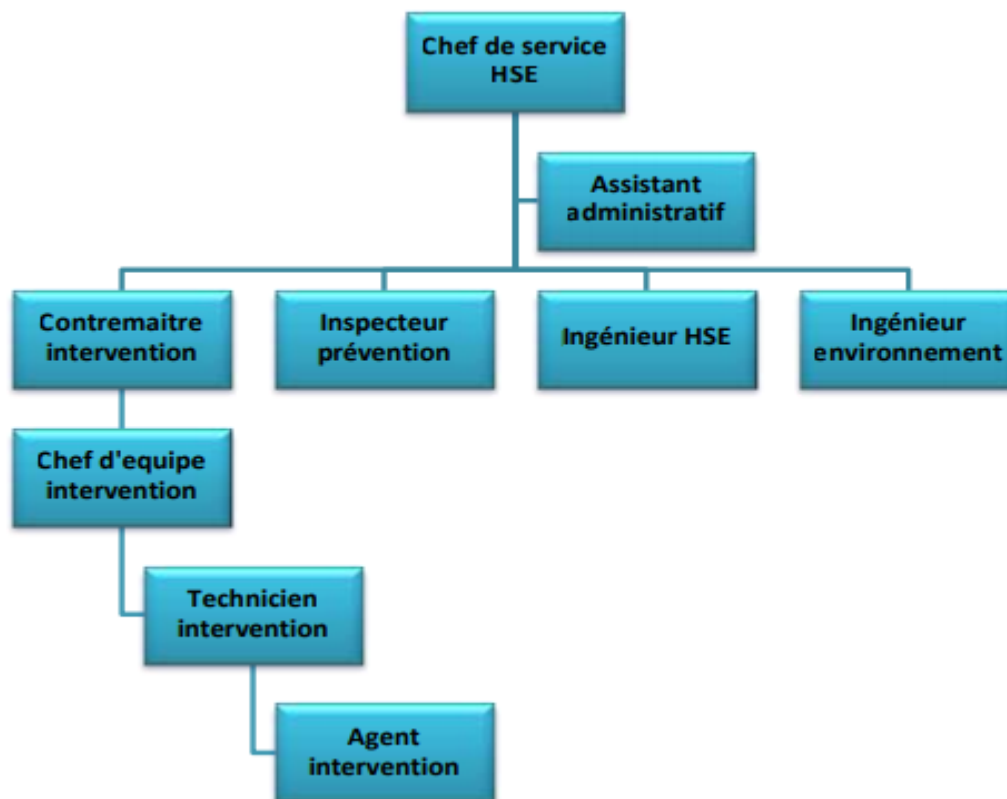 Chef de service
HSE
Assistant
administratif
Contremaitre
intervention
Inspecteur
prévention
Ingénieur HSE
Ingénieur
environnement
Chef d'equipe
intervention
Technicien
intervention
Agent
intervention